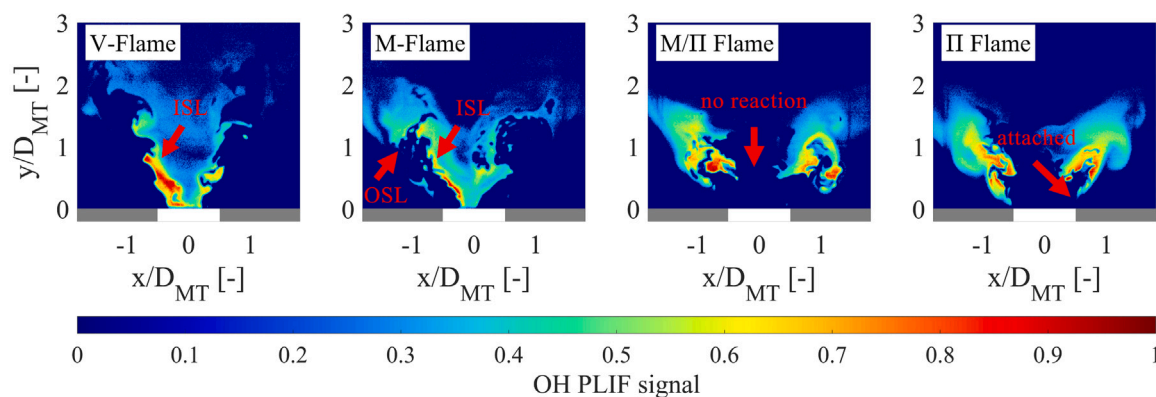 V-Flame
M-Flame
M/Π Flame
Π Flame
3
2
1
0
y/D_MT [-]
ISL
ISL
OSL
no reaction
attached
3
2
1
0
3
2
1
0
3
2
1
0
-1 0 1
-1 0 1
-1 0 1
-1 0 1
x/D_MT [-]
x/D_MT [-]
x/D_MT [-]
x/D_MT [-]
0 0.1 0.2 0.3 0.4 0.5 0.6 0.7 0.8 0.9 1
OH PLIF signal